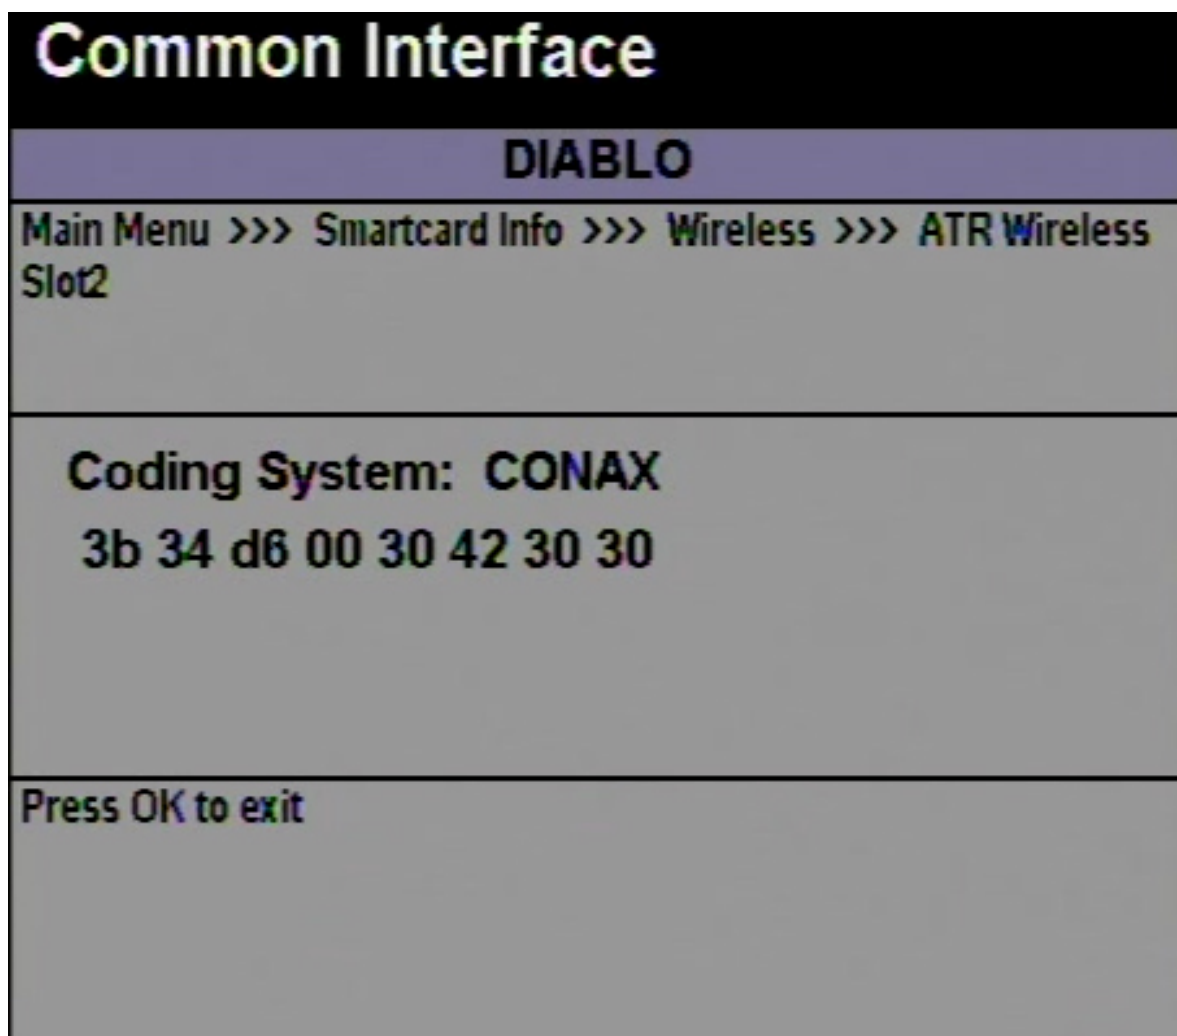 Common Interface
DIABLO
Main Menu >>> Smartcard Info >>> Wireless >>> ATR Wireless
Slot2
Coding System: CONAX
3b 34 d6 00 30 42 30 30
Press OK to exit